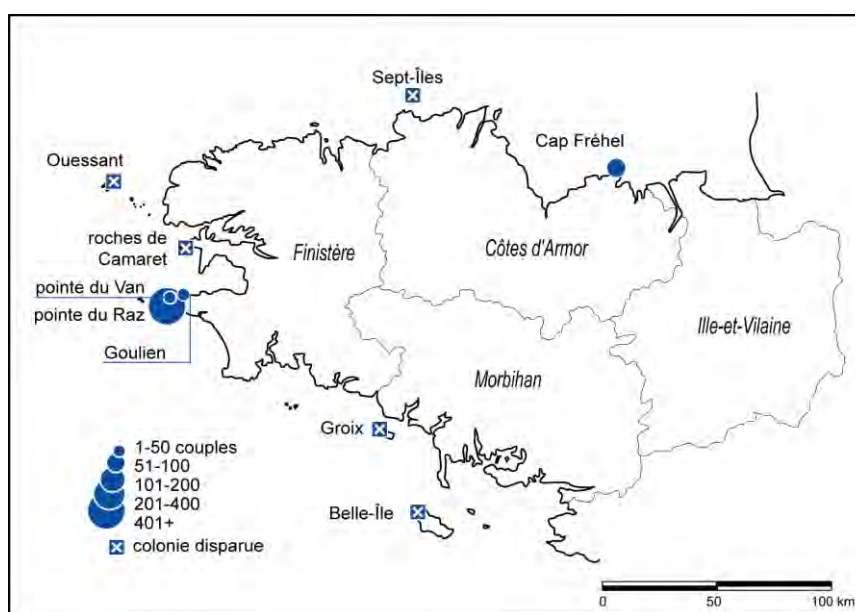 Sept-Îles
Cap Fréhel
Ouessant
roches de
Camaret
Finistère
Côtes d'Armor
pointe du Van
pointe du Raz
Goulien
Ille-et-Vilaine
Morbihan
Groix
Belle-Île
1-50 couples
51-100
101-200
201-400
401+
colonie disparue
0 50 100 km